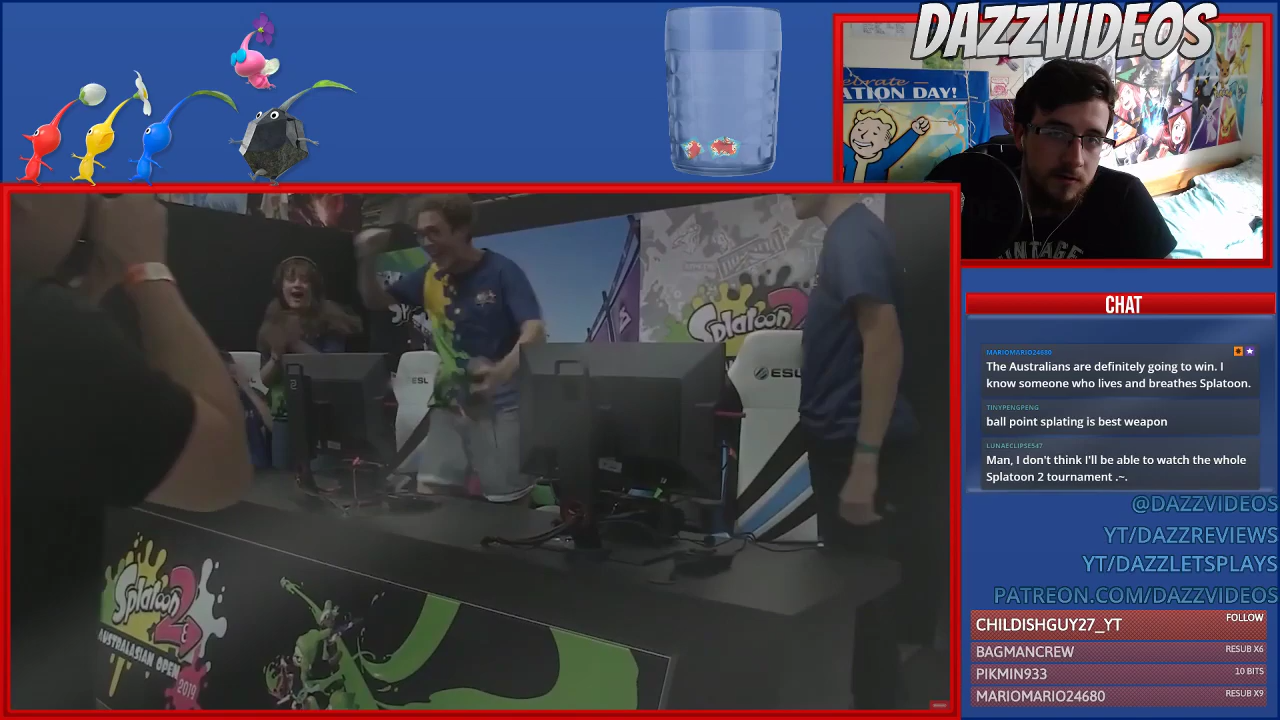 DAZZVIDEOS
ATION DAY!
VINTAGE
Splatoon 2
ESL
ESL
Splatoon 2
AUSTRALASIAN OPEN
2019
CHAT
MARIOMARIO24680
The Australians are definitely going to win. I
know someone who lives and breathes Splatoon.
TINYPENGPENG
ball point splating is best weapon
LUNAECLIPSE547
Man, I don't think I'll be able to watch the whole
Splatoon 2 tournament .~.
@DAZZVIDEOS
YT/DAZZREVIEWS
YT/DAZZLETSPLAYS
PATREON.COM/DAZZVIDEOS
CHILDISHGUY27_YT FOLLOW
BAGMANCREW RESUB X6
PIKMIN933 10 BITS
MARIOMARIO24680 RESUB X9